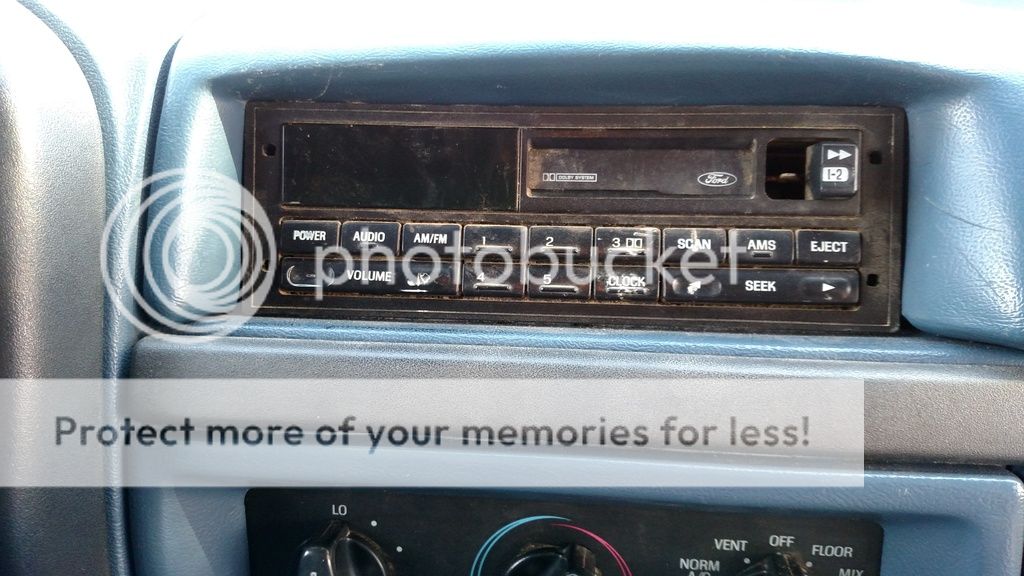 ▶▶
1-2
DOLBY SYSTEM
Ford
POWER AUDIO AM/FM 1 2 3 SCAN AMS EJECT
VOLUME 4 5 CLOCK SEEK ▶
photobucket
Protect more of your memories for less!
LO
VENT OFF FLOOR
NORM MIX
A/C